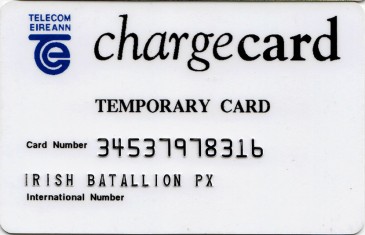 TELECOM
EIREANN
chargecard
TEMPORARY CARD
Card Number 34537978316
IRISH BATALLION PX
International Number